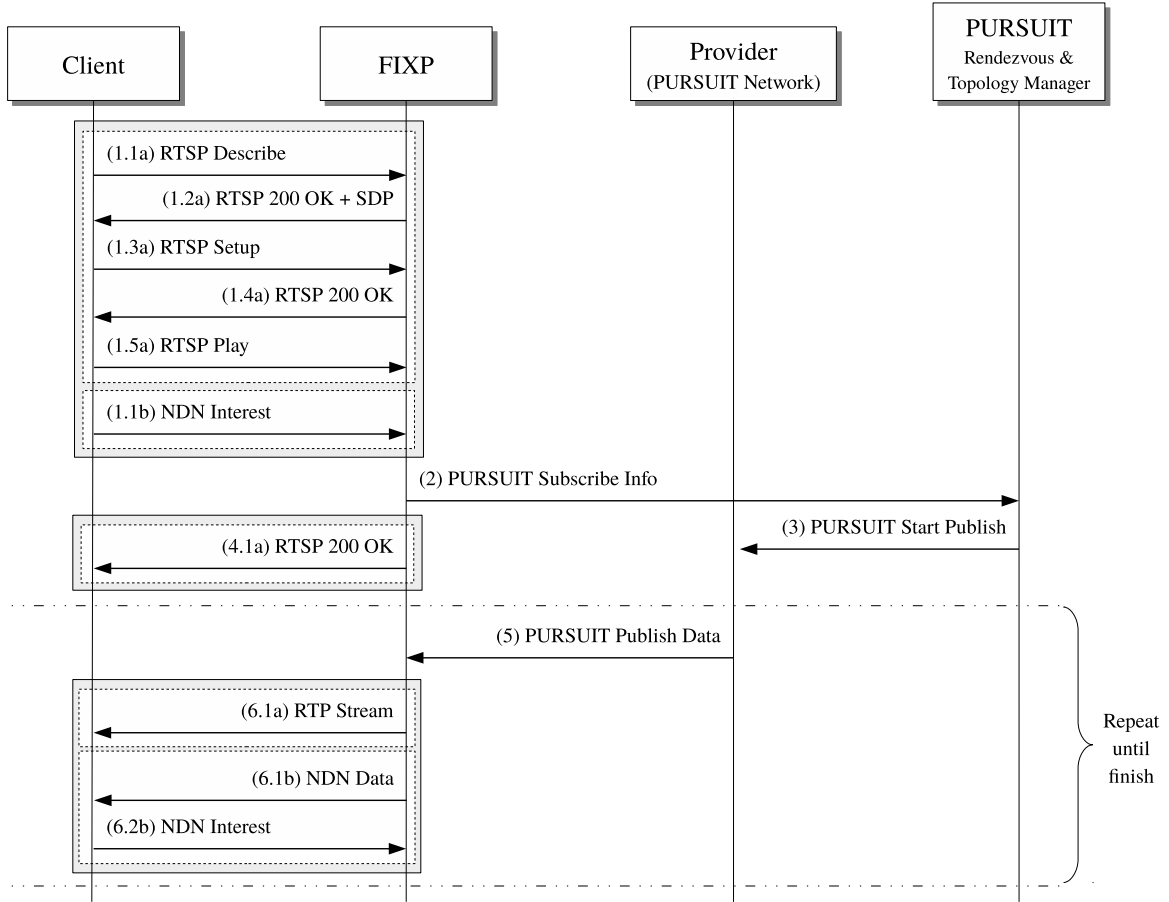 Client
FIXP
Provider
(PURSUIT Network)
PURSUIT
Rendezvous &
Topology Manager
(1.1a) RTSP Describe
(1.2a) RTSP 200 OK + SDP
(1.3a) RTSP Setup
(1.4a) RTSP 200 OK
(1.5a) RTSP Play
(1.1b) NDN Interest
(2) PURSUIT Subscribe Info
(3) PURSUIT Start Publish
(4.1a) RTSP 200 OK
(5) PURSUIT Publish Data
(6.1a) RTP Stream
(6.1b) NDN Data
(6.2b) NDN Interest
Repeat
until
finish